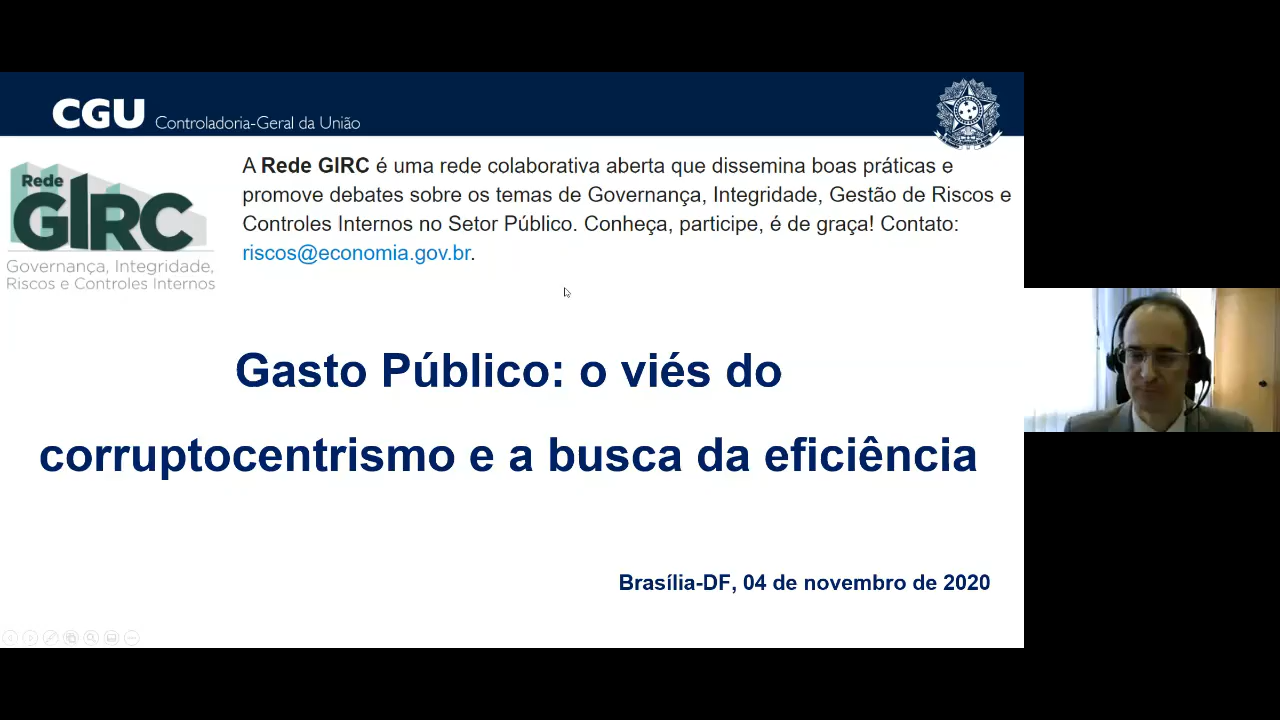 CGU Controladoria-Geral da União
Rede
GIRC
Governança, Integridade,
Riscos e Controles Internos
A Rede GIRC é uma rede colaborativa aberta que dissemina boas práticas e
promove debates sobre os temas de Governança, Integridade, Gestão de Riscos e
Controles Internos no Setor Público. Conheça, participe, é de graça! Contato:
riscos@economia.gov.br.
Gasto Público: o viés do
corruptocentrismo e a busca da eficiência
Brasília-DF, 04 de novembro de 2020